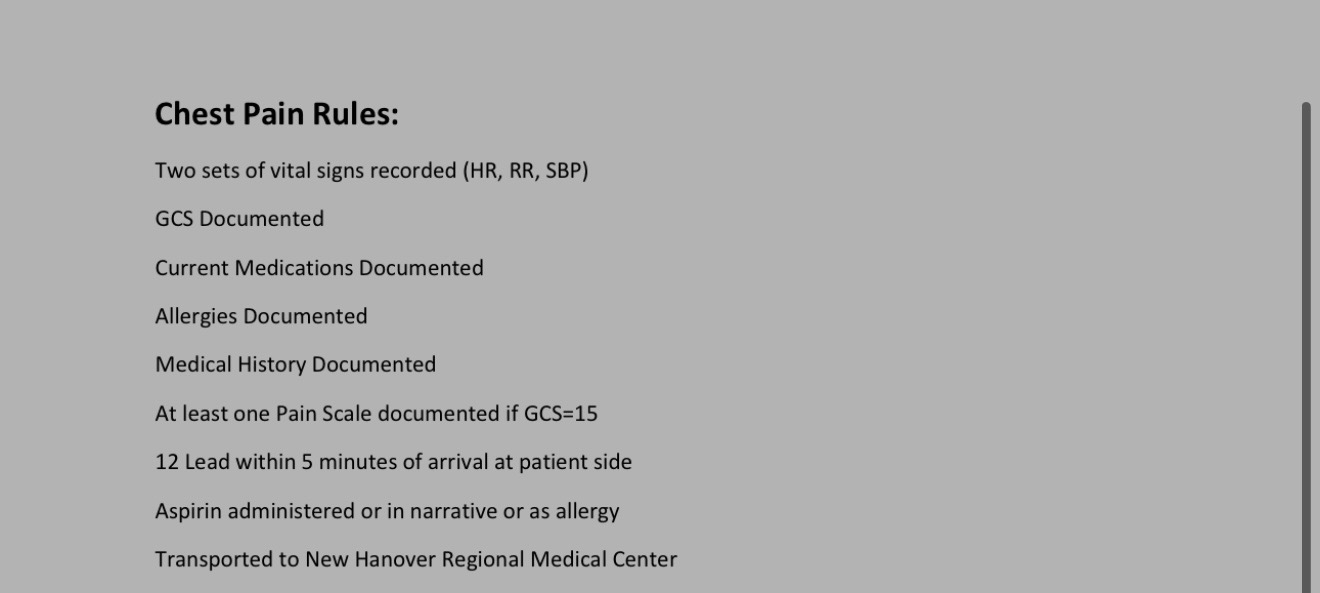 Chest Pain Rules:
Two sets of vital signs recorded (HR, RR, SBP)
GCS Documented
Current Medications Documented
Allergies Documented
Medical History Documented
At least one Pain Scale documented if GCS=15
12 Lead within 5 minutes of arrival at patient side
Aspirin administered or in narrative or as allergy
Transported to New Hanover Regional Medical Center